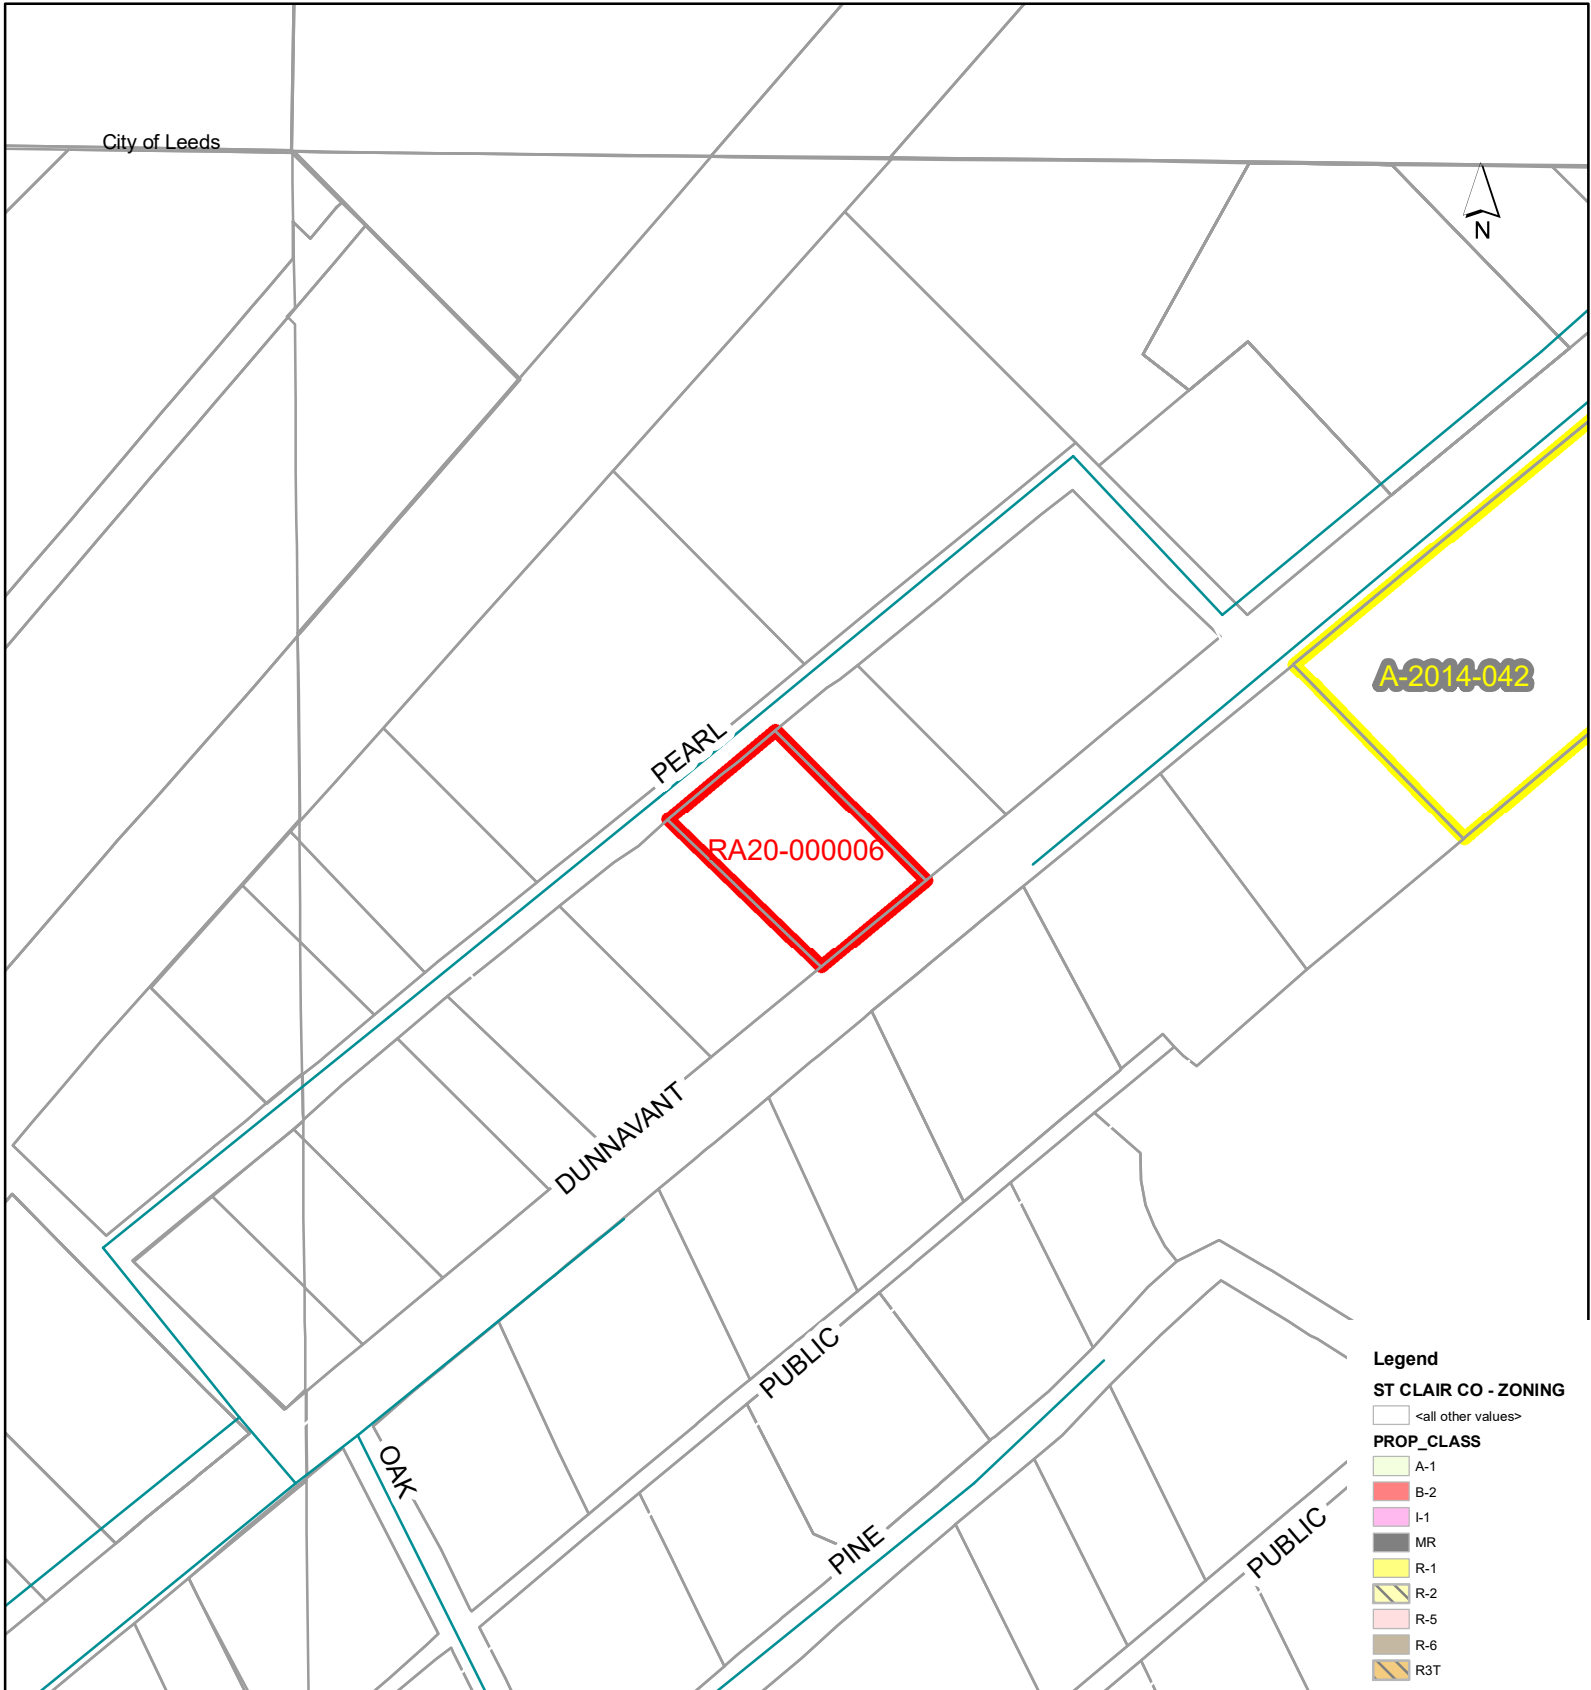 City of Leeds
N
A-2014-042
PEARL
RA20-000006
DUNNAVANT
PUBLIC
OAK
PINE
PUBLIC
Legend
ST CLAIR CO - ZONING
<all other values>
PROP_CLASS
A-1
B-2
I-1
MR
R-1
R-2
R-5
R-6
R3T